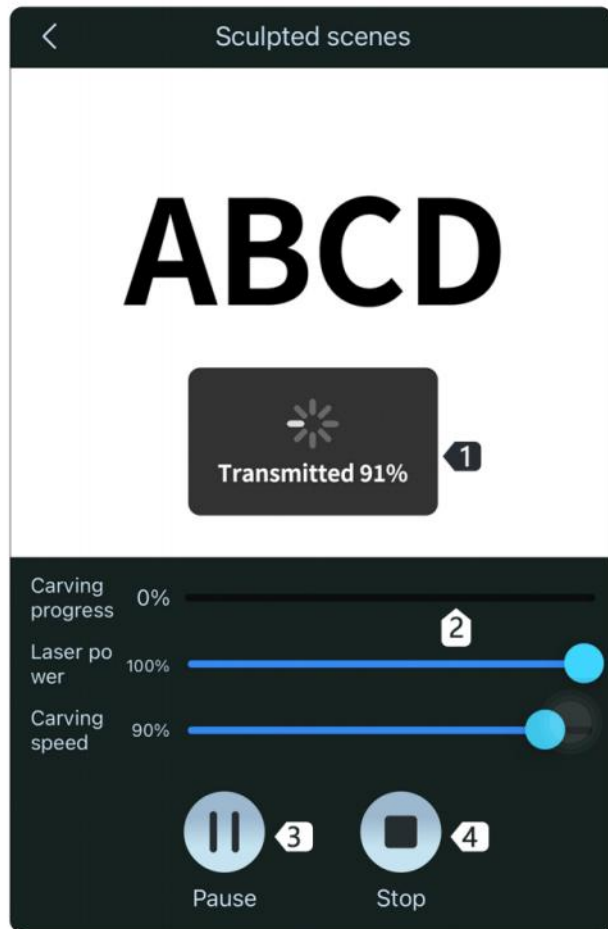 Sculpted scenes
ABCD
Transmitted 91%
1
Carving
progress
0%
2
Laser po
wer
100%
Carving
speed
90%
3
4
Pause
Stop